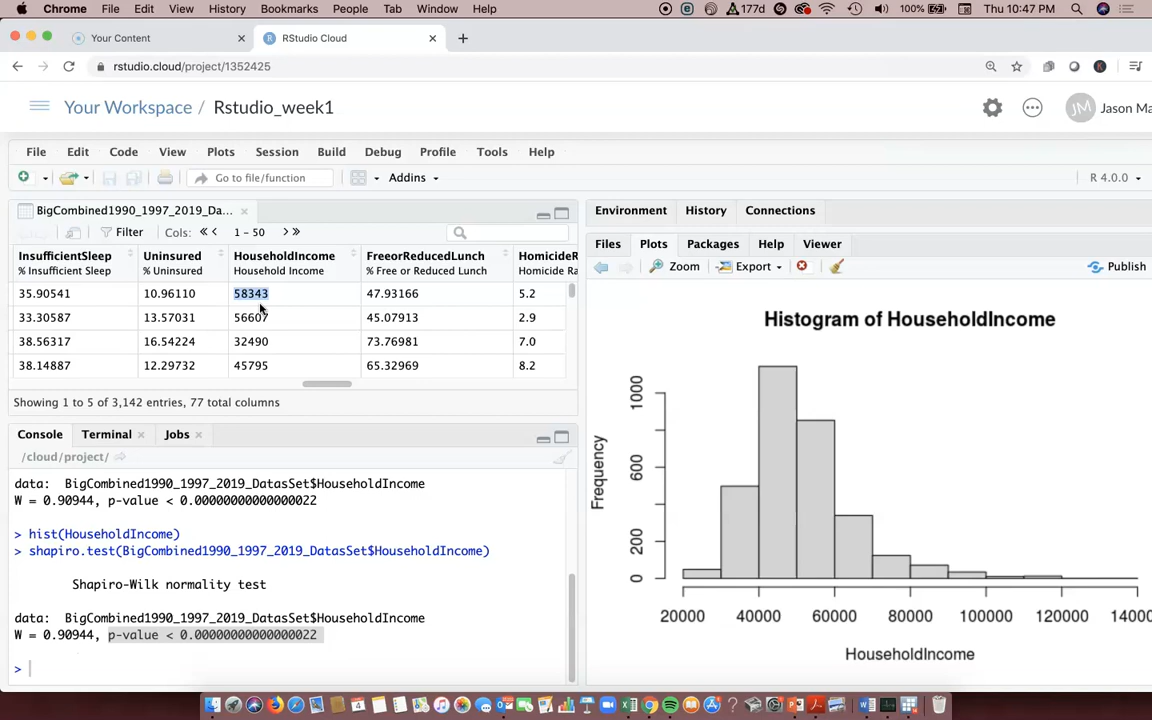 Chrome File Edit View History Bookmarks People Tab Window Help 177d 100% Thu 10:47 PM
Your Content RStudio Cloud
rstudio.cloud/project/1352425
Your Workspace / Rstudio_week1 JM Jason Ma
File Edit Code View Plots Session Build Debug Profile Tools Help
Go to file/function Addins R 4.0.0
BigCombined1990_1997_2019_Da...
Filter Cols: 1 - 50
InsufficientSleep Uninsured HouseholdIncome FreeorReducedLunch HomicideR
% Insufficient Sleep % Uninsured Household Income % Free or Reduced Lunch Homicide Ra
35.90541 10.96110 58343 47.93166 5.2
33.30587 13.57031 56607 45.07913 2.9
38.56317 16.54224 32490 73.76981 7.0
38.14887 12.29732 45795 65.32969 8.2
Showing 1 to 5 of 3,142 entries, 77 total columns
Console Terminal Jobs
/cloud/project/
data: BigCombined1990_1997_2019_DatasSet$HouseholdIncome
W = 0.90944, p-value < 0.00000000000000022
> hist(HouseholdIncome)
> shapiro.test(BigCombined1990_1997_2019_DatasSet$HouseholdIncome)
Shapiro-Wilk normality test
data: BigCombined1990_1997_2019_DatasSet$HouseholdIncome
W = 0.90944, p-value < 0.00000000000000022
>
Environment History Connections
Files Plots Packages Help Viewer
Zoom Export Publish
Histogram of HouseholdIncome
Frequency
1000
600
200
0
20000 40000 60000 80000 100000 120000 14000
HouseholdIncome